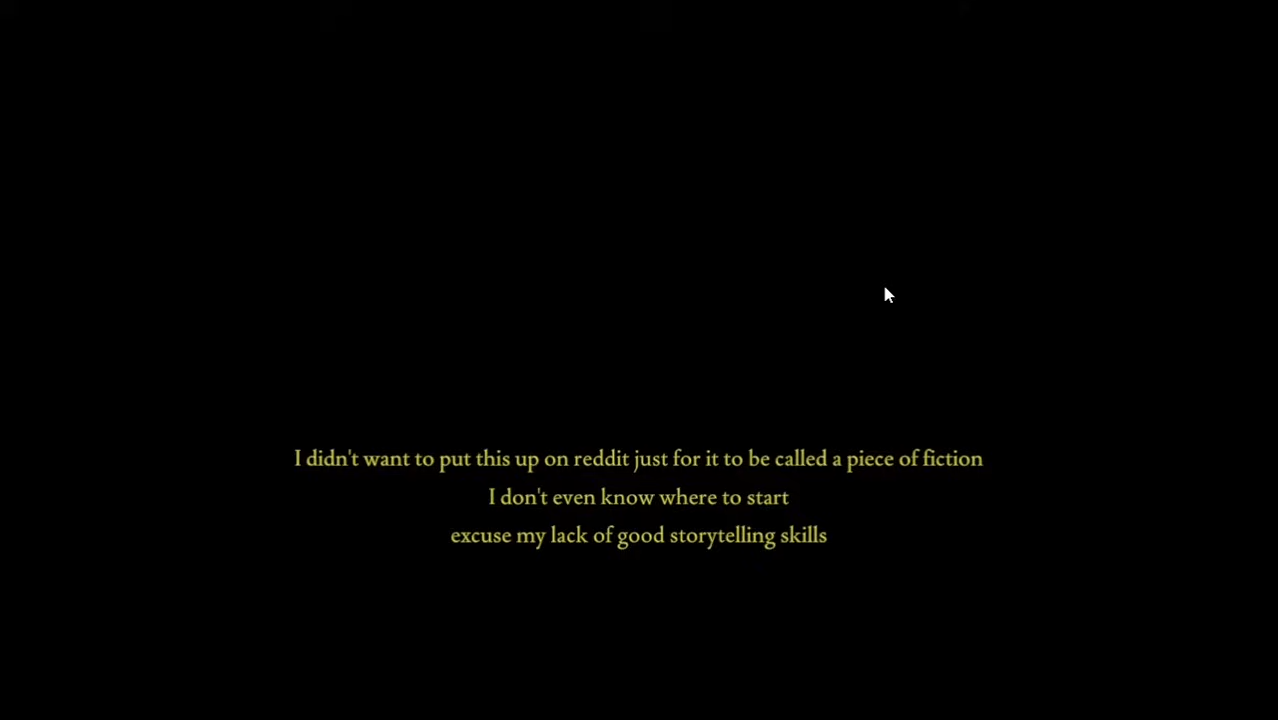 I didn't want to put this up on reddit just for it to be called a piece of fiction
I don't even know where to start
excuse my lack of good storytelling skills